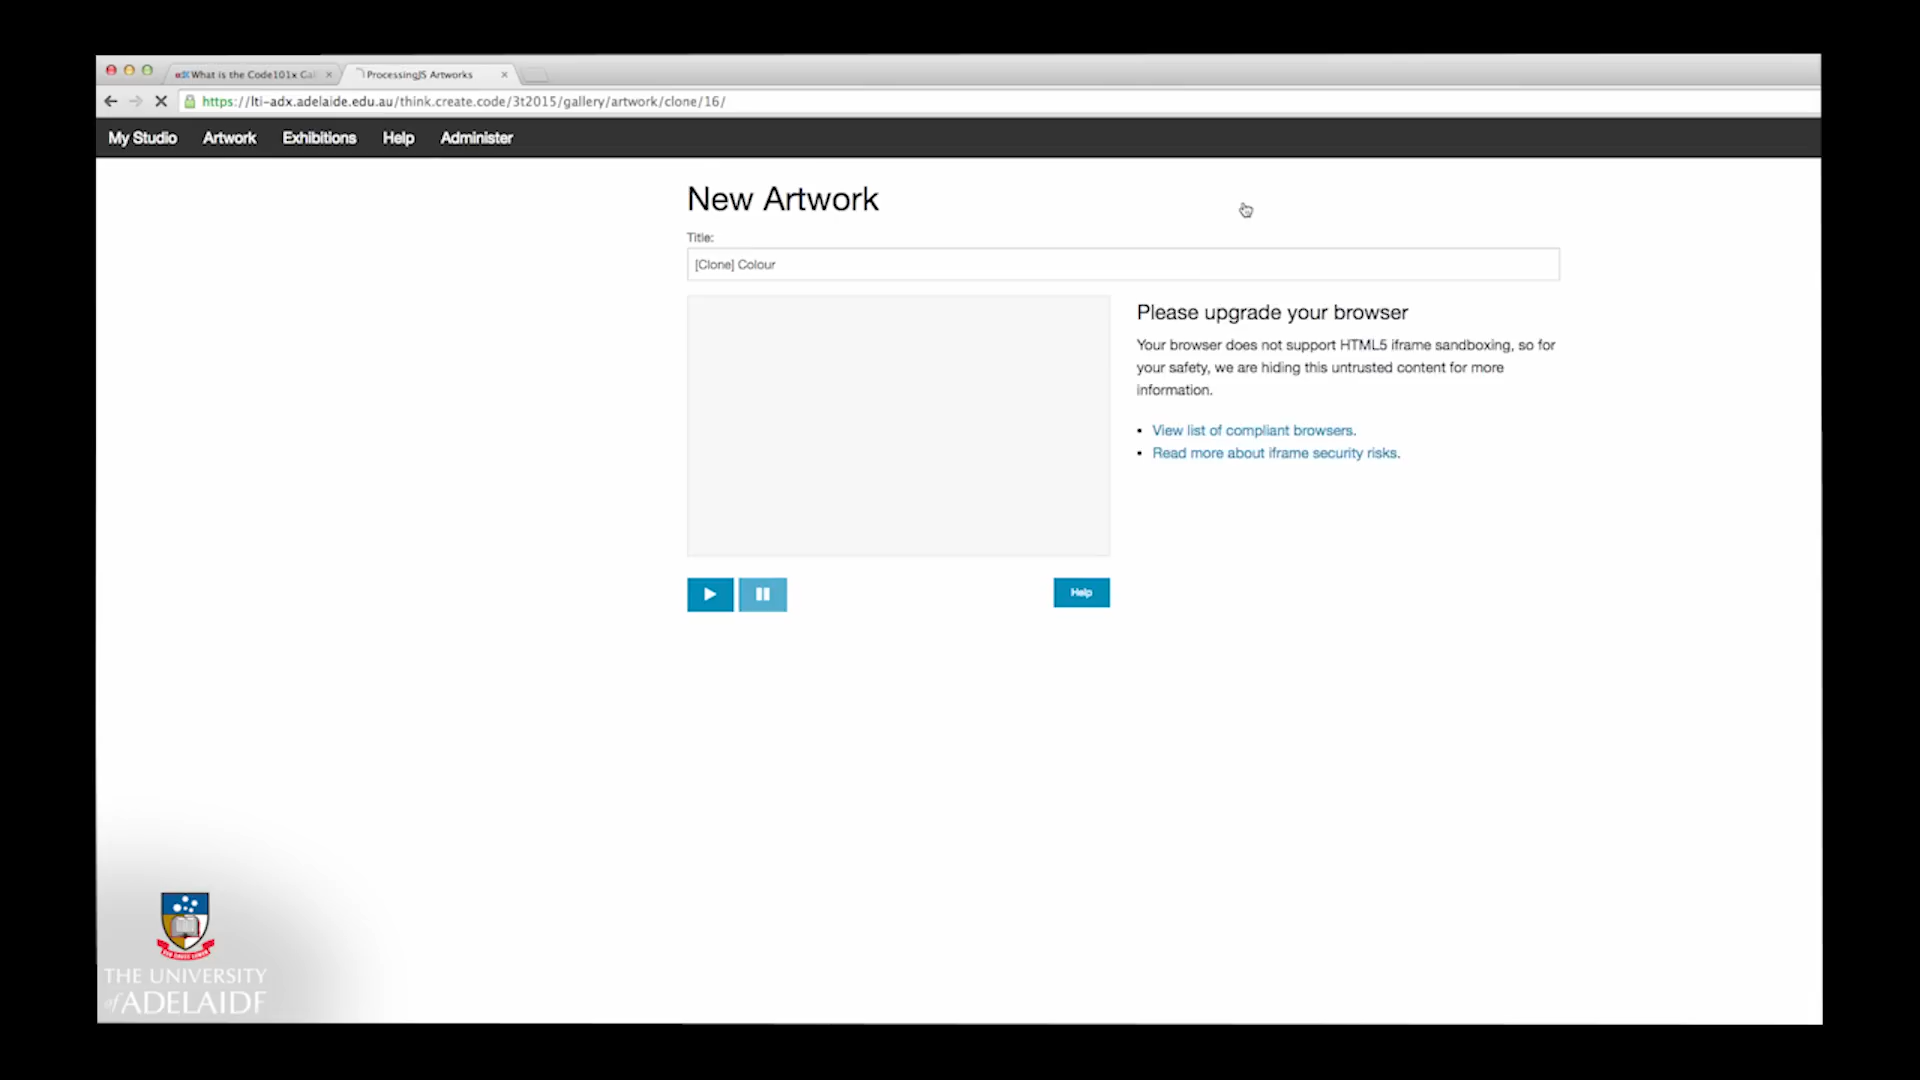 What is the Code101x Gal
ProcessingJS Artworks
https://lti-adx.adelaide.edu.au/think.create.code/3t2015/gallery/artwork/clone/16/
My Studio Artwork Exhibitions Help Administer
New Artwork
Title:
[Clone] Colour
Please upgrade your browser
Your browser does not support HTML5 iframe sandboxing, so for
your safety, we are hiding this untrusted content for more
information.
• View list of compliant browsers.
• Read more about iframe security risks.
Help
THE UNIVERSITY
of ADELAIDE